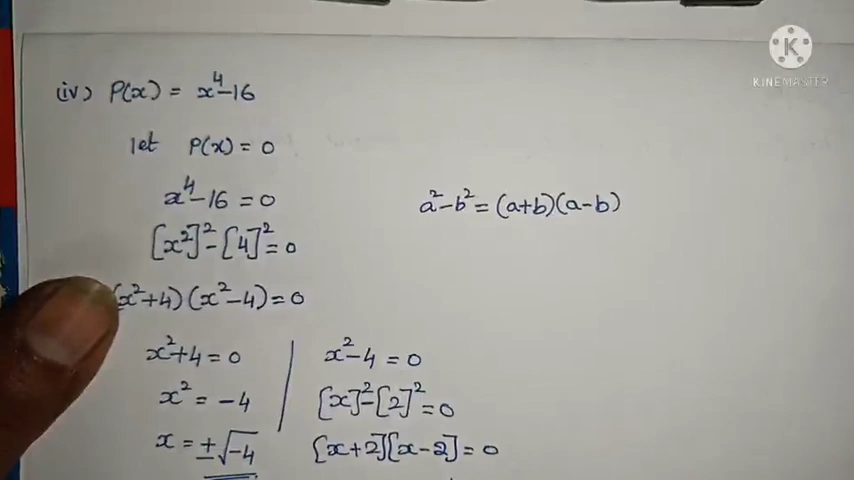 K
KINEMASTER
(iv) P(x) = x⁴-16
let P(x) = 0
x⁴-16 = 0
a²-b² = (a+b)(a-b)
[x²]²-[4]² = 0
(x²+4)(x²-4) = 0
x²+4 = 0
x² = -4
x = ±√-4
x²-4 = 0
[x]²-[2]² = 0
[x+2][x-2] = 0